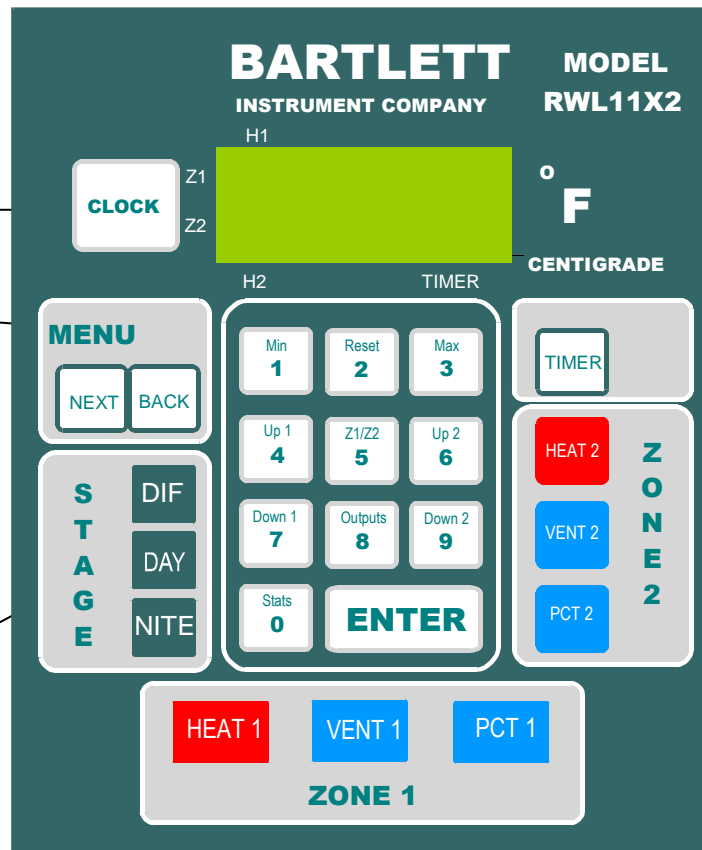 BARTLETT
INSTRUMENT COMPANY
MODEL
RWL11X2
H1
Z1
Z2
CLOCK
o
F
CENTIGRADE
H2
TIMER
MENU
NEXT
BACK
Min
1
Reset
2
Max
3
Up 1
4
Z1/Z2
5
Up 2
6
Down 1
7
Outputs
8
Down 2
9
Stats
0
ENTER
TIMER
STAGE
DIF
DAY
NITE
HEAT 2
VENT 2
PCT 2
ZONE 2
HEAT 1
VENT 1
PCT 1
ZONE 1